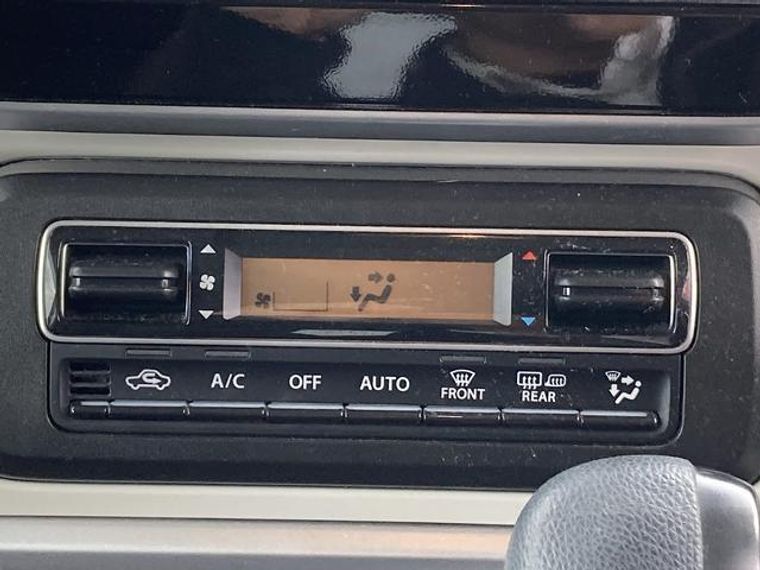 A/C OFF AUTO FRONT REAR